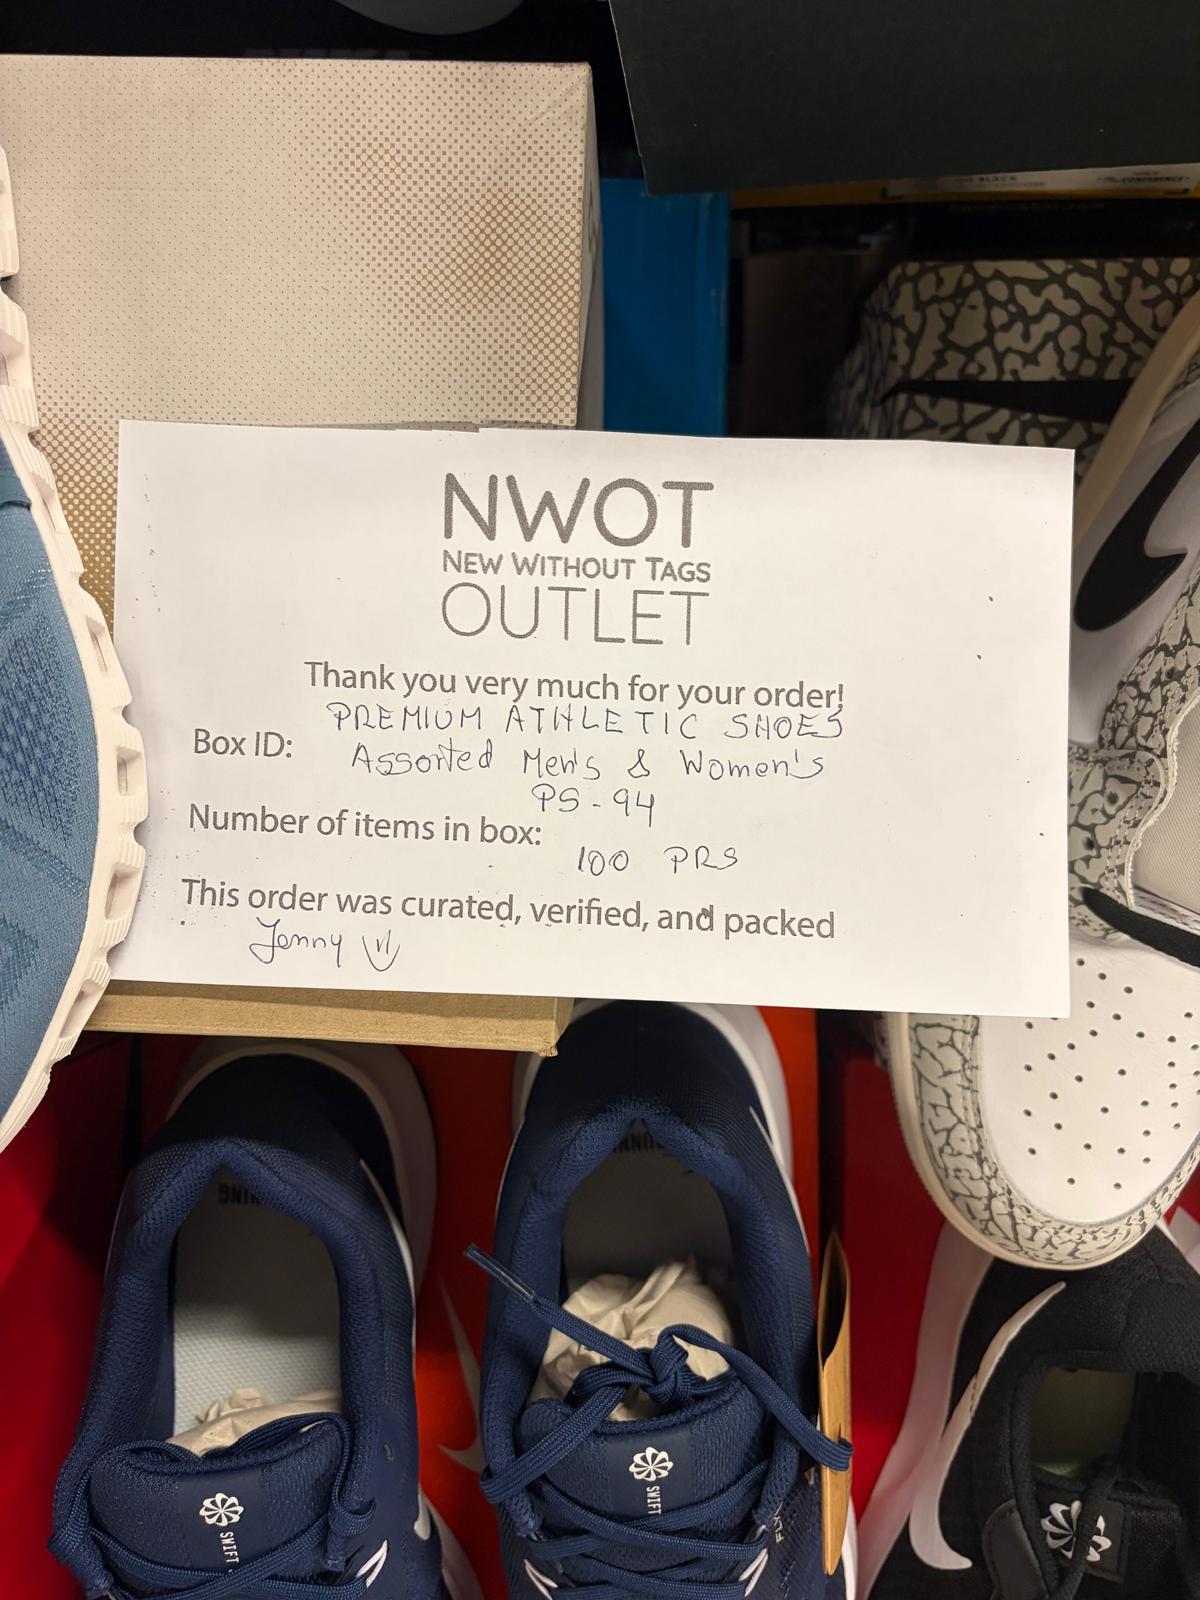 NWOT
NEW WITHOUT TAGS
OUTLET
Thank you very much for your order!
PREMIUM ATHLETIC SHOES
Box ID:
Assorted Men's & Women's
PS-94
Number of items in box:
100 PRS
This order was curated, verified, and packed
Jenny
SWIFT
SWIFT